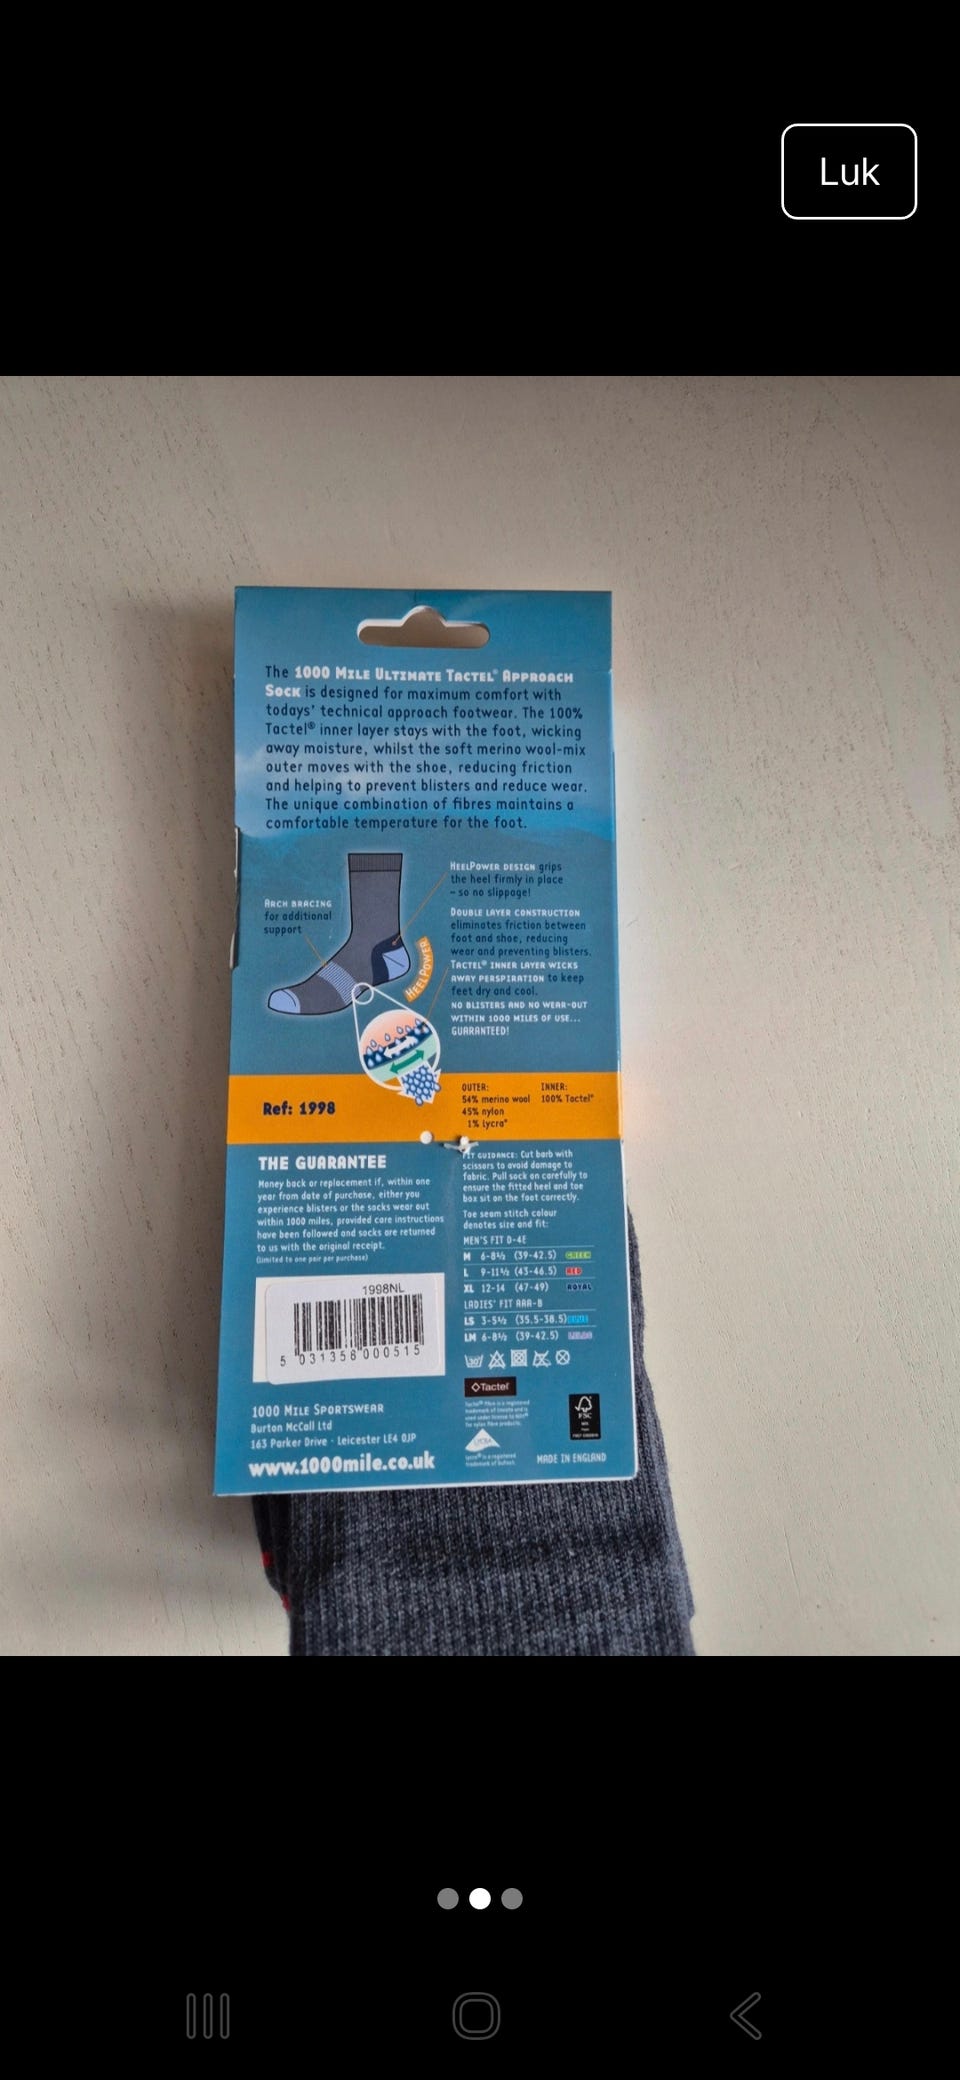 Luk
The 1000 Mile Ultimate Tactel® Approach
Sock is designed for maximum comfort with
todays' technical approach footwear. The 100%
Tactel® inner layer stays with the foot, wicking
away moisture, whilst the soft merino wool-mix
outer moves with the shoe, reducing friction
and helping to prevent blisters and reduce wear.
The unique combination of fibres maintains a
comfortable temperature for the foot.
Arch bracing
for additional
support
HeelPower design grips
the heel firmly in place
– so no slippage!
Double layer construction
eliminates friction between
foot and shoe, reducing
wear and preventing blisters.
Tactel® inner layer wicks
away perspiration to keep
feet dry and cool.
No blisters and no wear-out
within 1000 miles of use...
guaranteed!
HeelPower
Ref: 1998
OUTER:
54% merino wool
45% nylon
1% Lycra®
INNER:
100% Tactel®
THE GUARANTEE
Money back or replacement if, within one
year from date of purchase, either you
experience blisters or the socks wear out
within 1000 miles, provided care instructions
have been followed and socks are returned
to us with the original receipt.
(limited to one pair per purchase)
FIT GUIDANCE: Cut barb with
scissors to avoid damage to
fabric. Pull sock on carefully to
ensure the fitted heel and toe
box sit on the foot correctly.
Toe seam stitch colour
denotes size and fit:
MEN'S FIT D-4E
M 6-8½ (39-42.5) GREEN
L 9-11½ (43-46.5) RED
XL 12-14 (47-49) ROYAL
LADIES' FIT AAA-B
LS 3-5½ (35.5-38.5) BLUE
LM 6-8½ (39-42.5) LILAC
30°
1998NL
5 031358 000515
Tactel®
1000 Mile Sportswear
Burton McCall Ltd
163 Parker Drive · Leicester LE4 0JP
www.1000mile.co.uk
LYCRA
Lycra® is a registered
trademark of
FSC
MADE IN ENGLAND